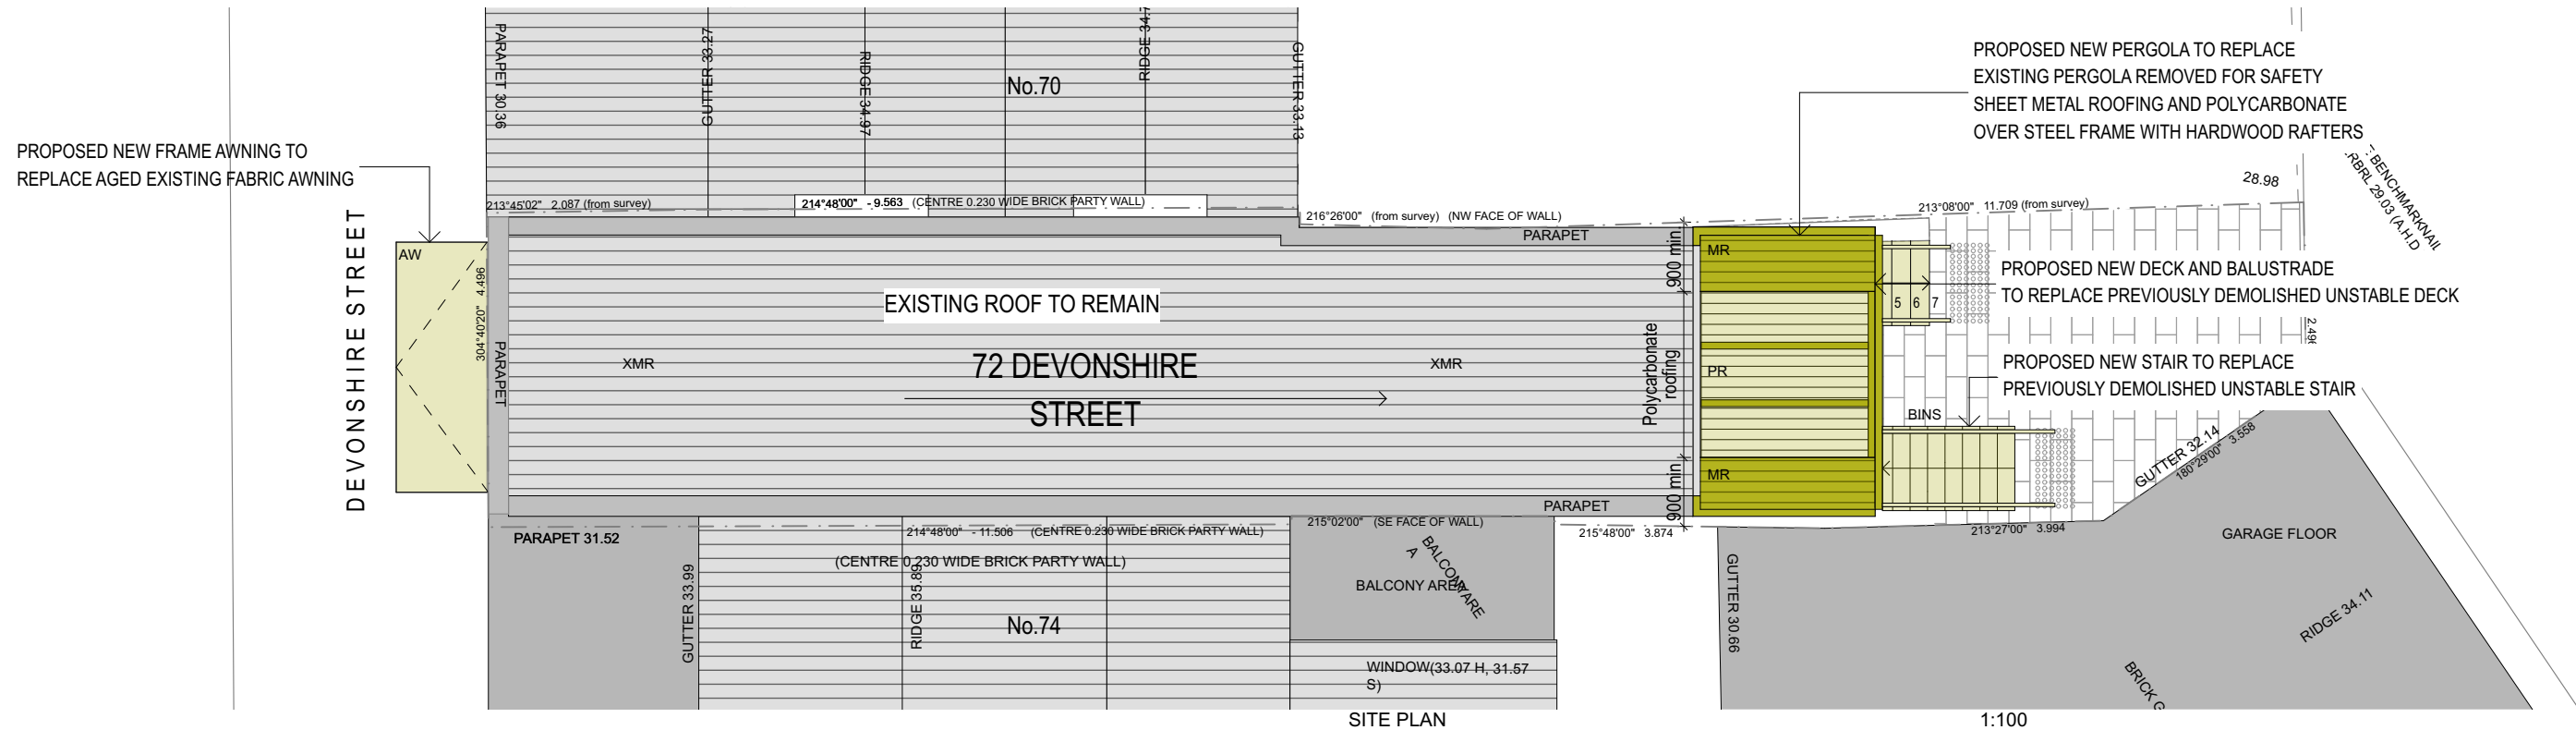 PARAPET 30.36
GUTTER 33.27
RIDGE 34.97
No.70
GUTTER 33.13
PROPOSED NEW PERGOLA TO REPLACE
EXISTING PERGOLA REMOVED FOR SAFETY
SHEET METAL ROOFING AND POLYCARBONATE
OVER STEEL FRAME WITH HARDWOOD RAFTERS
PROPOSED NEW FRAME AWNING TO
REPLACE AGED EXISTING FABRIC AWNING
BENCHMARKNAIL
29.03 (A.H.D
28.98
213°45'02" 2.087 (from survey)
214°48'00" - 9.563 (CENTRE 0.230 WIDE BRICK PARTY WALL)
216°26'00" (from survey) (NW FACE OF WALL)
213°08'00" 11.709 (from survey)
DEVONSHIRE STREET
AW
304°40'20" 4.496
PARAPET
PARAPET
900 min.
MR
EXISTING ROOF TO REMAIN
PROPOSED NEW DECK AND BALUSTRADE
TO REPLACE PREVIOUSLY DEMOLISHED UNSTABLE DECK
5 6 7
XMR
72 DEVONSHIRE
STREET
XMR
Polycarbonate
roofing
PR
PROPOSED NEW STAIR TO REPLACE
PREVIOUSLY DEMOLISHED UNSTABLE STAIR
BINS
MR
900 min
PARAPET
GUTTER 32.14
180°29'00" 3.558
PARAPET 31.52
214°48'00" - 11.506 (CENTRE 0.230 WIDE BRICK PARTY WALL)
215°02'00" (SE FACE OF WALL)
215°48'00" 3.874
213°27'00" 3.994
GARAGE FLOOR
(CENTRE 0.230 WIDE BRICK PARTY WALL)
GUTTER 33.99
RIDGE 35.89
No.74
BALCONY AREA
BALCONY ARE
A
GUTTER 30.66
RIDGE 34.11
WINDOW(33.07 H, 31.57
S)
BRICK
SITE PLAN
1:100